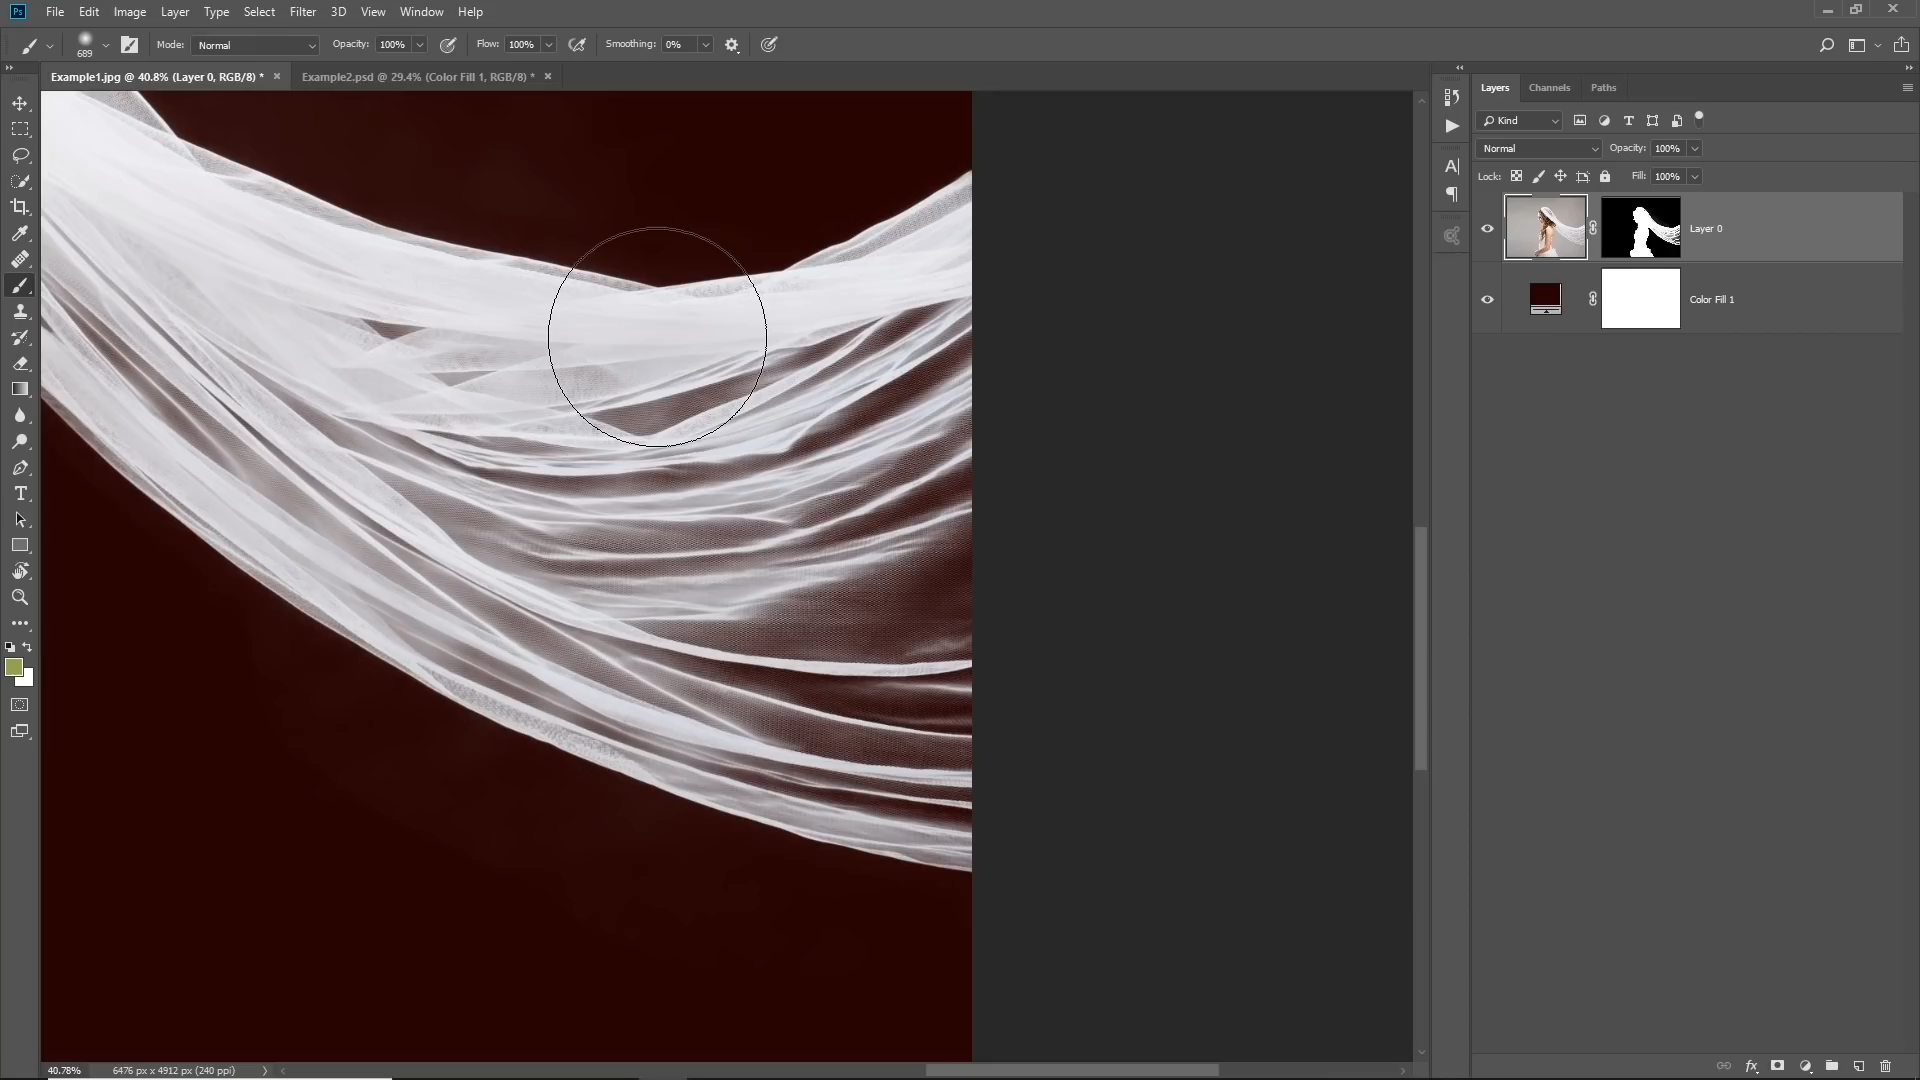 Ps File Edit Image Layer Type Select Filter 3D View Window Help
689 Mode: Normal Opacity: 100% Flow: 100% Smoothing: 0%
Example1.jpg @ 40.8% (Layer 0, RGB/8) * × Example2.psd @ 29.4% (Color Fill 1, RGB/8) * ×
Layers Channels Paths
Kind
Normal Opacity: 100%
Lock: Fill: 100%
Layer 0
Color Fill 1
40.78% 6476 px x 4912 px (240 ppi)